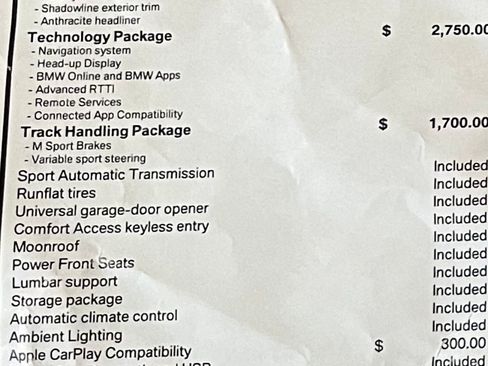 - Shadowline exterior trim
- Anthracite headliner
Technology Package $ 2,750.00
- Navigation system
- Head-up Display
- BMW Online and BMW Apps
- Advanced RTTI
- Remote Services
- Connected App Compatibility
Track Handling Package $ 1,700.00
- M Sport Brakes
- Variable sport steering
Sport Automatic Transmission Included
Runflat tires Included
Universal garage-door opener Included
Comfort Access keyless entry Included
Moonroof Included
Power Front Seats Included
Lumbar support Included
Storage package Included
Automatic climate control Included
Ambient Lighting Included
Apple CarPlay Compatibility $ 300.00
Included